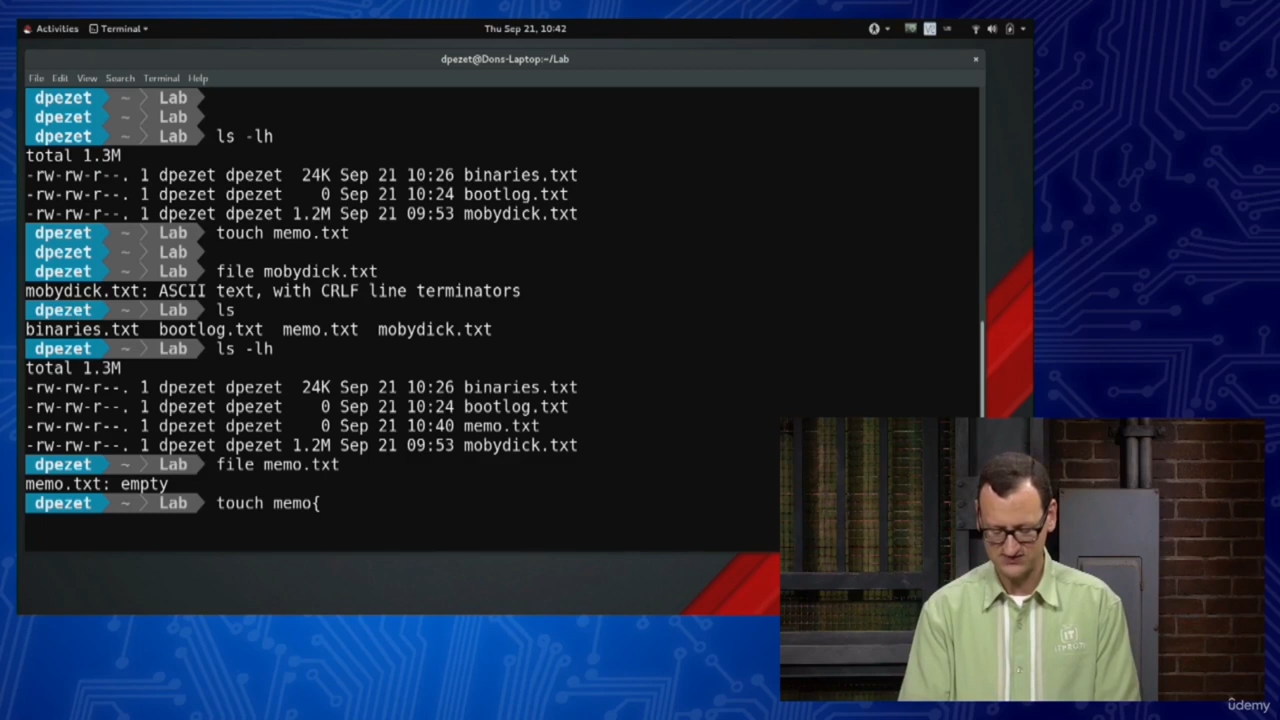 Activities Terminal Thu Sep 21, 10:42
dpezet@Dons-Laptop:~/Lab
File Edit View Search Terminal Help
dpezet ~ Lab
dpezet ~ Lab
dpezet ~ Lab ls -lh
total 1.3M
-rw-rw-r--. 1 dpezet dpezet 24K Sep 21 10:26 binaries.txt
-rw-rw-r--. 1 dpezet dpezet 0 Sep 21 10:24 bootlog.txt
-rw-rw-r--. 1 dpezet dpezet 1.2M Sep 21 09:53 mobydick.txt
dpezet ~ Lab touch memo.txt
dpezet ~ Lab
dpezet ~ Lab file mobydick.txt
mobydick.txt: ASCII text, with CRLF line terminators
dpezet ~ Lab ls
binaries.txt bootlog.txt memo.txt mobydick.txt
dpezet ~ Lab ls -lh
total 1.3M
-rw-rw-r--. 1 dpezet dpezet 24K Sep 21 10:26 binaries.txt
-rw-rw-r--. 1 dpezet dpezet 0 Sep 21 10:24 bootlog.txt
-rw-rw-r--. 1 dpezet dpezet 0 Sep 21 10:40 memo.txt
-rw-rw-r--. 1 dpezet dpezet 1.2M Sep 21 09:53 mobydick.txt
dpezet ~ Lab file memo.txt
memo.txt: empty
dpezet ~ Lab touch memo{
IT
ITPROTV
udemy